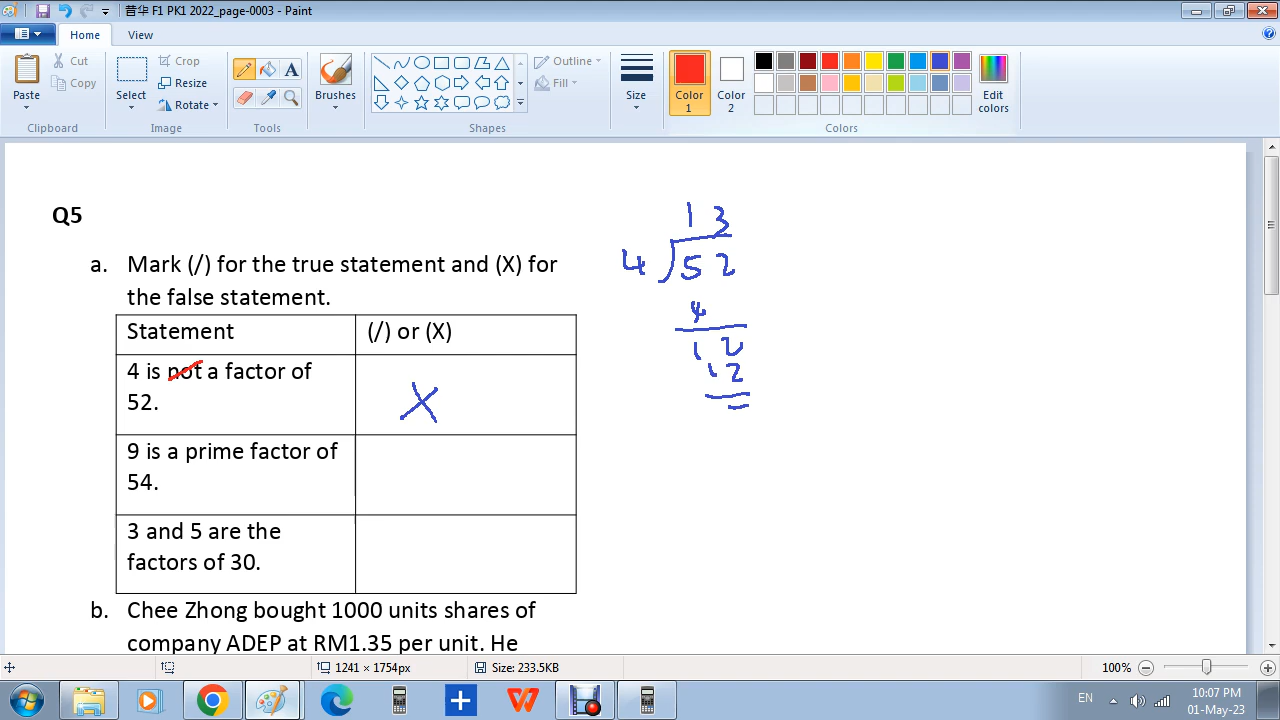 昔华 F1 PK1 2022_page-0003 - Paint
Home View
Paste
Cut
Copy
Clipboard
Select
Crop
Resize
Rotate
Image
A
Tools
Brushes
Shapes
Outline
Fill
Size
Color 1
Color 2
Edit colors
Colors
Q5
a. Mark (/) for the true statement and (X) for
the false statement.
Statement (/) or (X)
4 is not a factor of
52.
X
9 is a prime factor of
54.
3 and 5 are the
factors of 30.
b. Chee Zhong bought 1000 units shares of
company ADEP at RM1.35 per unit. He
1 3
4 52
4
12
12
1241 × 1754px
Size: 233.5KB
100%
EN
10:07 PM
01-May-23